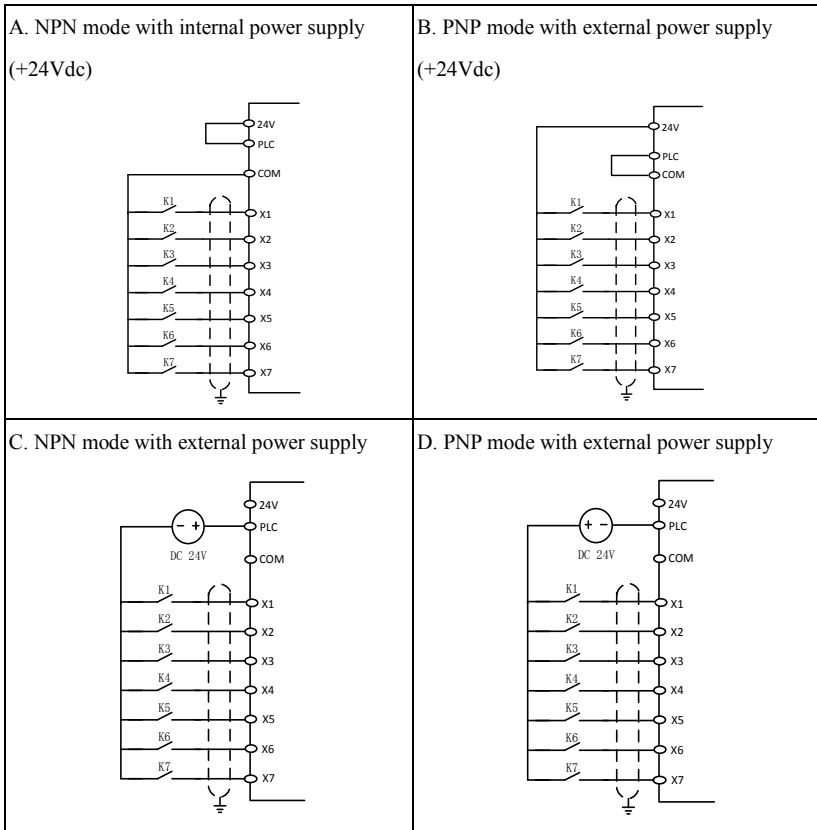 A. NPN mode with internal power supply
(+24Vdc)
24V
PLC
COM
K1
X1
K2
X2
K3
X3
K4
X4
K5
X5
K6
X6
K7
X7
B. PNP mode with external power supply
(+24Vdc)
24V
PLC
COM
K1
X1
K2
X2
K3
X3
K4
X4
K5
X5
K6
X6
K7
X7
C. NPN mode with external power supply
24V
- +
PLC
DC 24V
COM
K1
X1
K2
X2
K3
X3
K4
X4
K5
X5
K6
X6
K7
X7
D. PNP mode with external power supply
24V
+ -
PLC
DC 24V
COM
K1
X1
K2
X2
K3
X3
K4
X4
K5
X5
K6
X6
K7
X7